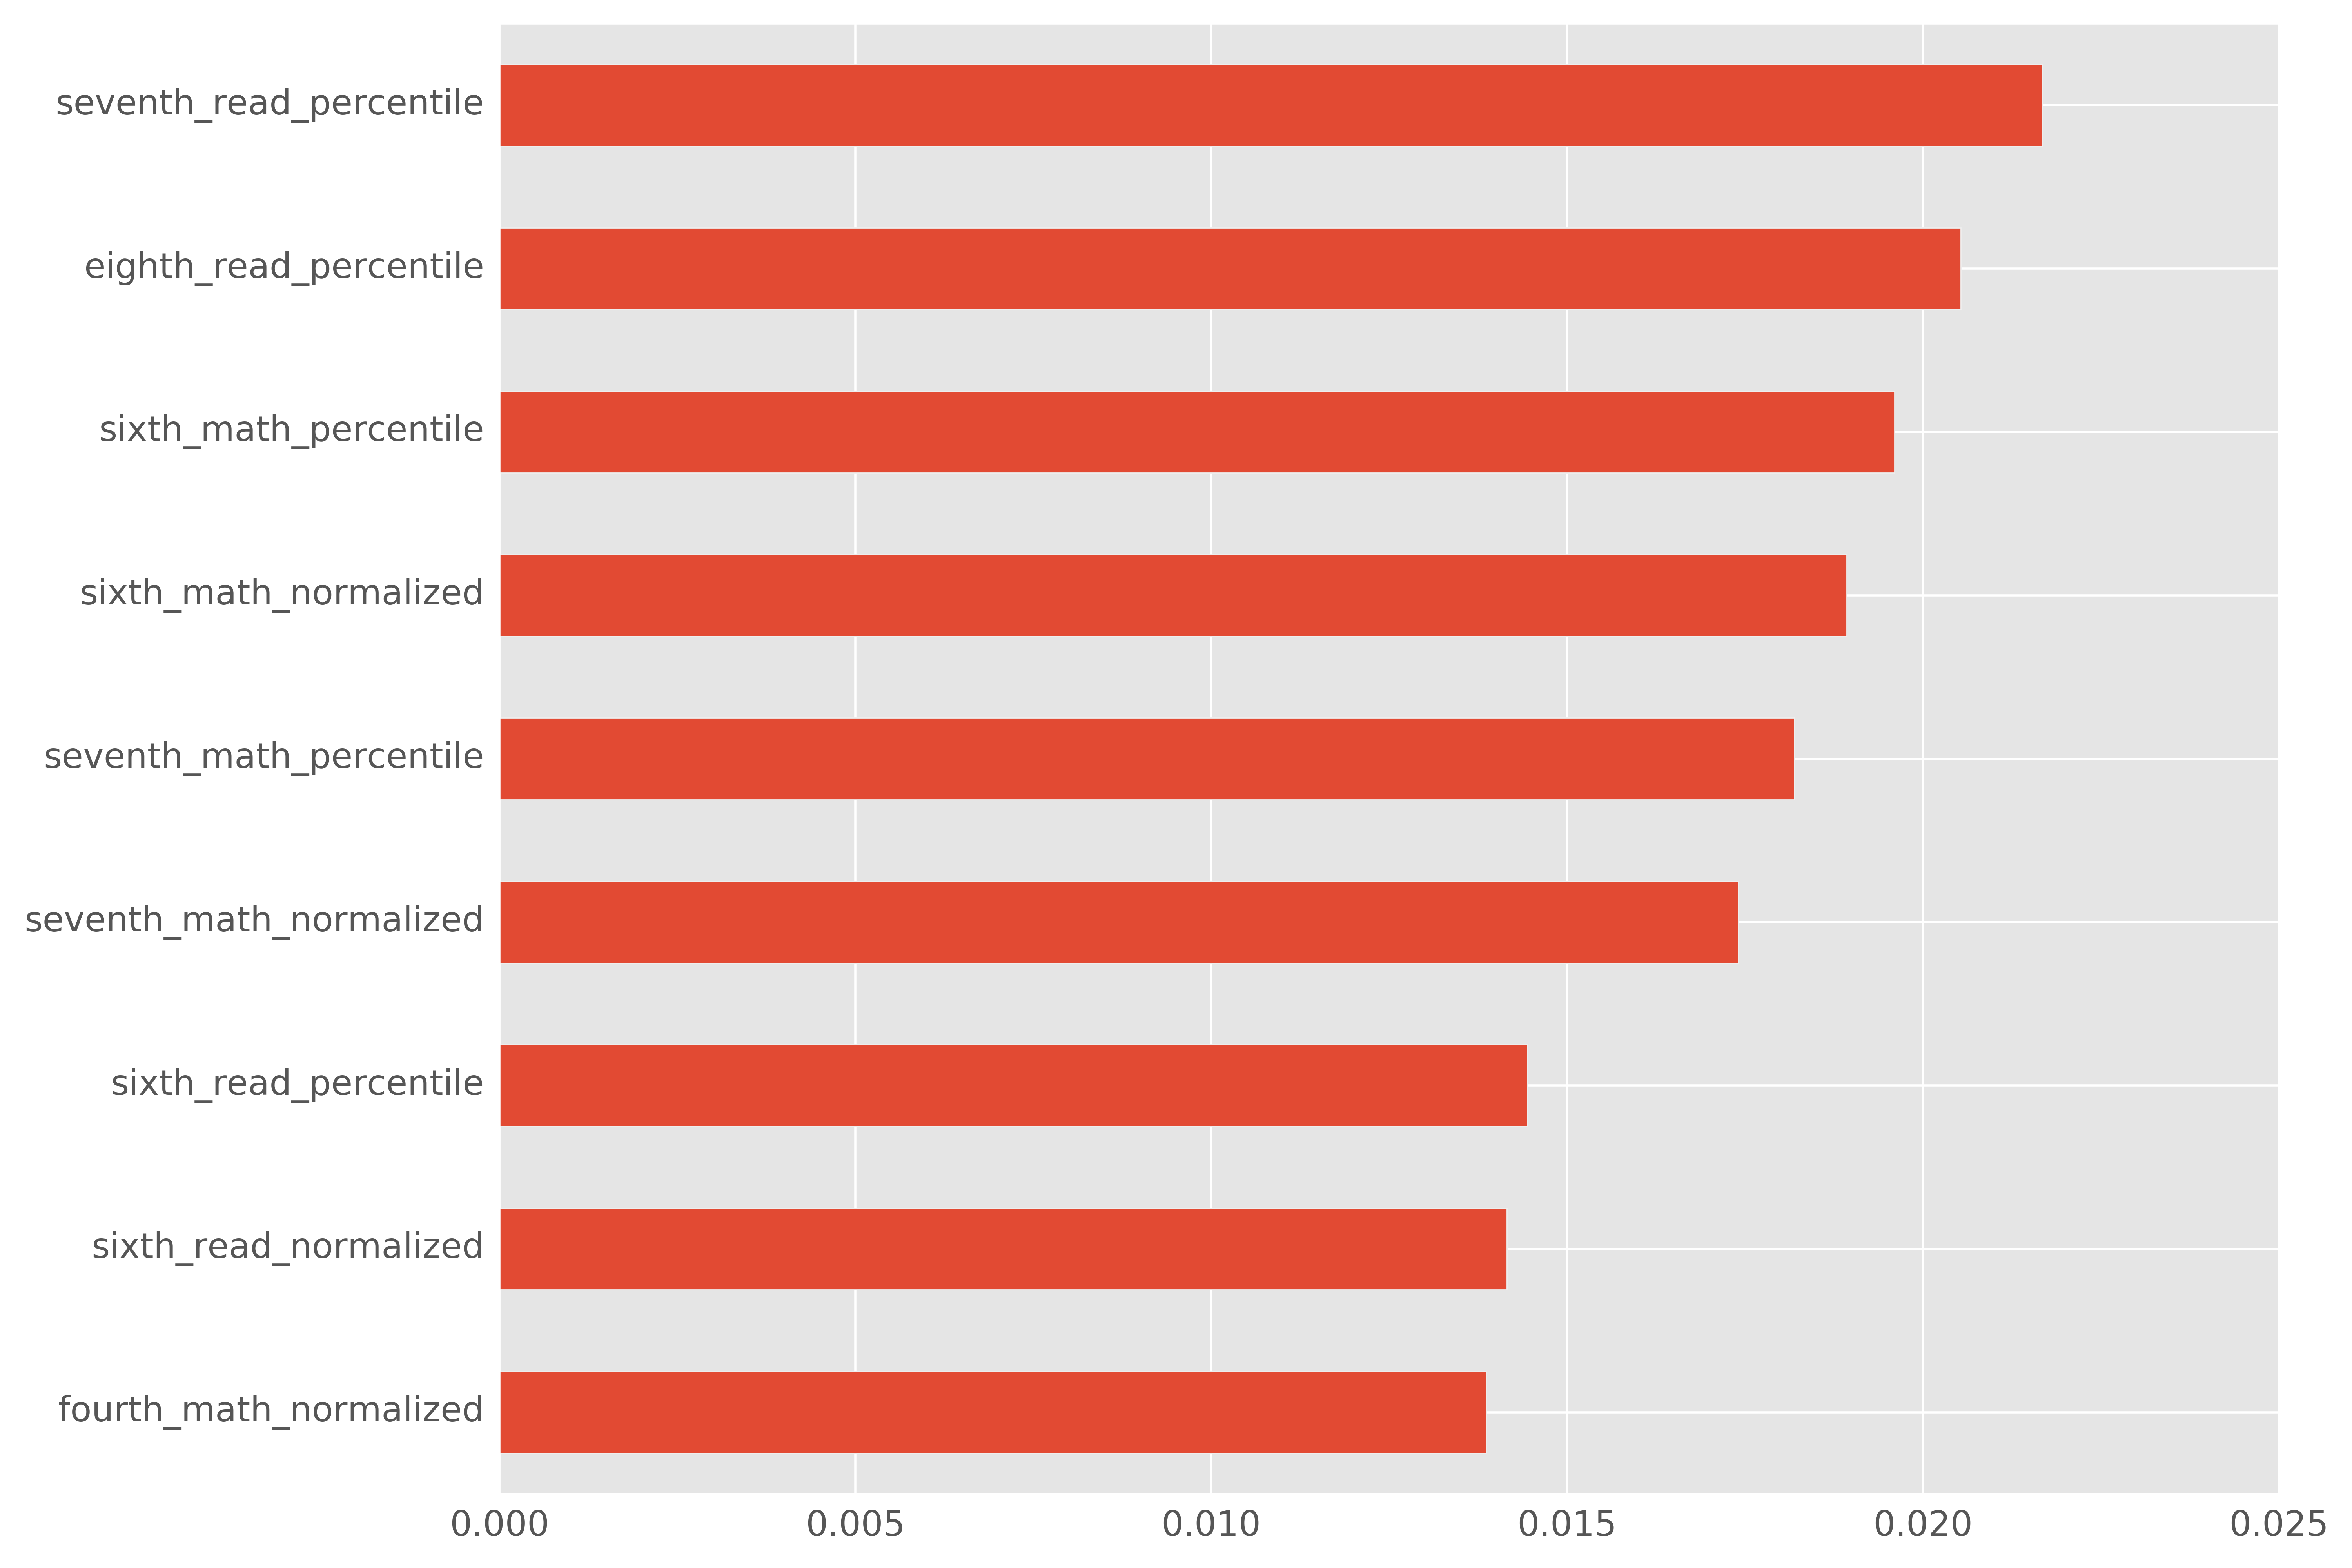 seventh_read_percentile
eighth_read_percentile
sixth_math_percentile
sixth_math_normalized
seventh_math_percentile
seventh_math_normalized
sixth_read_percentile
sixth_read_normalized
fourth_math_normalized
0.000 0.005 0.010 0.015 0.020 0.025